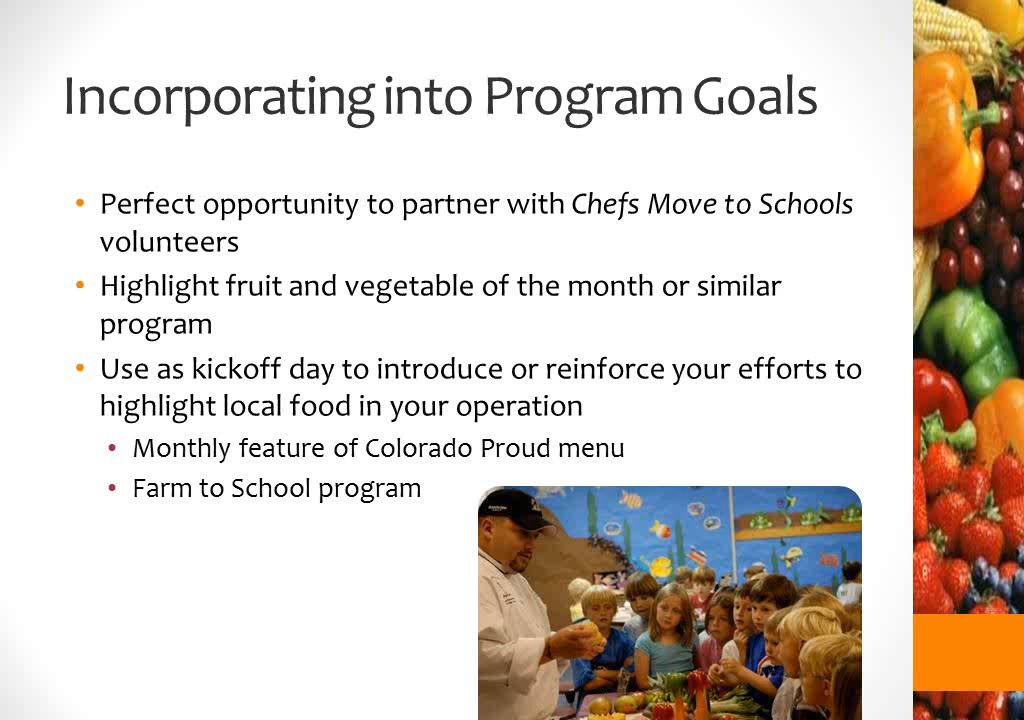 Incorporating into Program Goals
• Perfect opportunity to partner with Chefs Move to Schools
volunteers
• Highlight fruit and vegetable of the month or similar
program
• Use as kickoff day to introduce or reinforce your efforts to
highlight local food in your operation
• Monthly feature of Colorado Proud menu
• Farm to School program